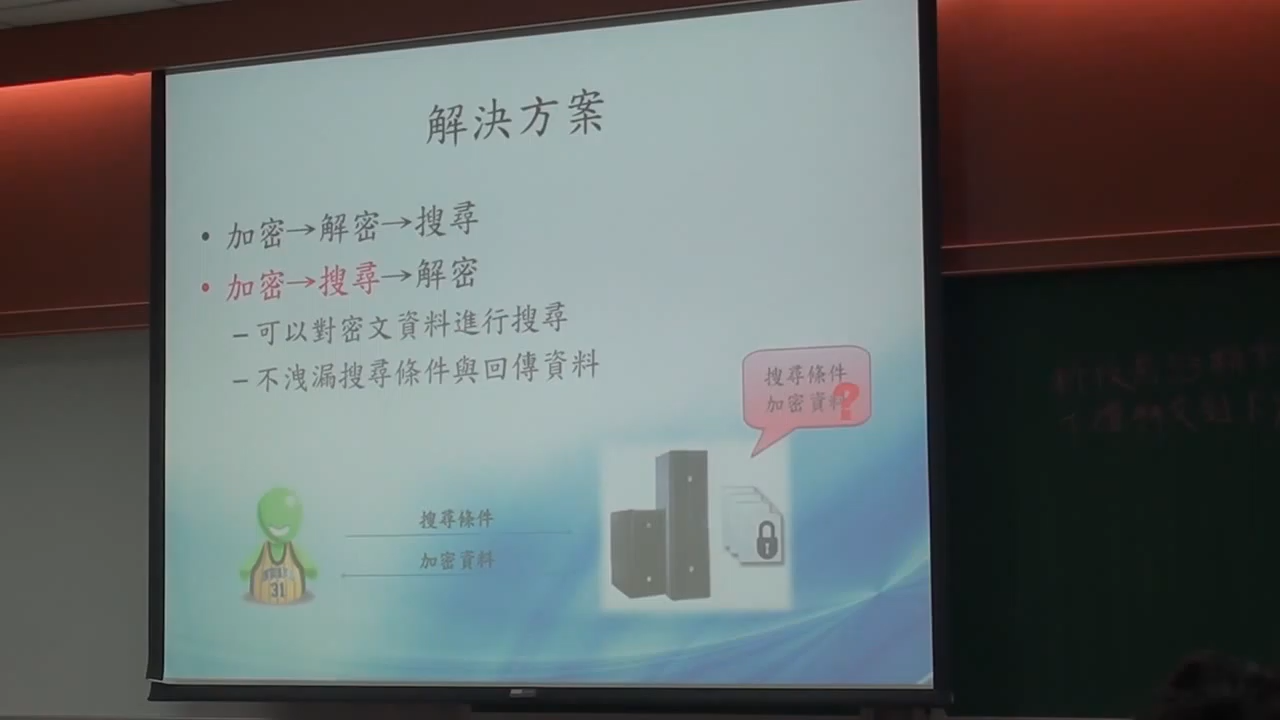 解決方案
• 加密→解密→搜尋
• 加密→搜尋→解密
– 可以對密文資料進行搜尋
– 不洩漏搜尋條件與回傳資料
搜尋條件
加密資料?
搜尋條件
加密資料
31